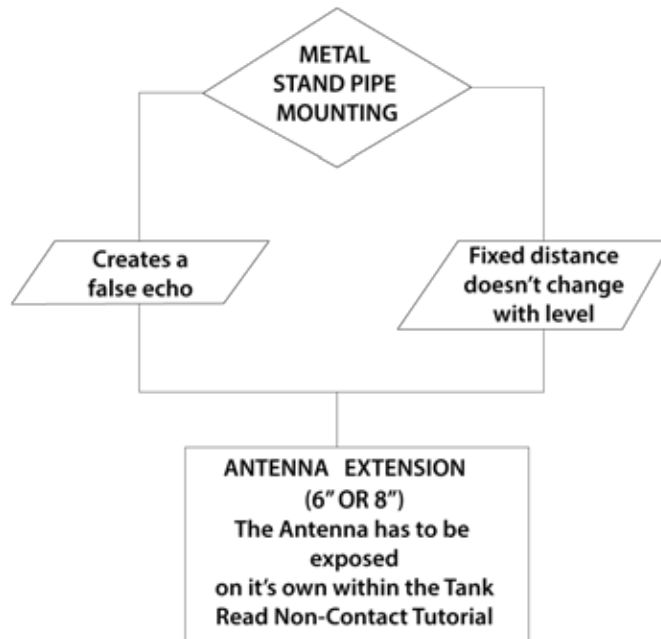 METAL
STAND PIPE
MOUNTING
Creates a
false echo
Fixed distance
doesn't change
with level
ANTENNA EXTENSION
(6” OR 8”)
The Antenna has to be
exposed
on it's own within the Tank
Read Non-Contact Tutorial